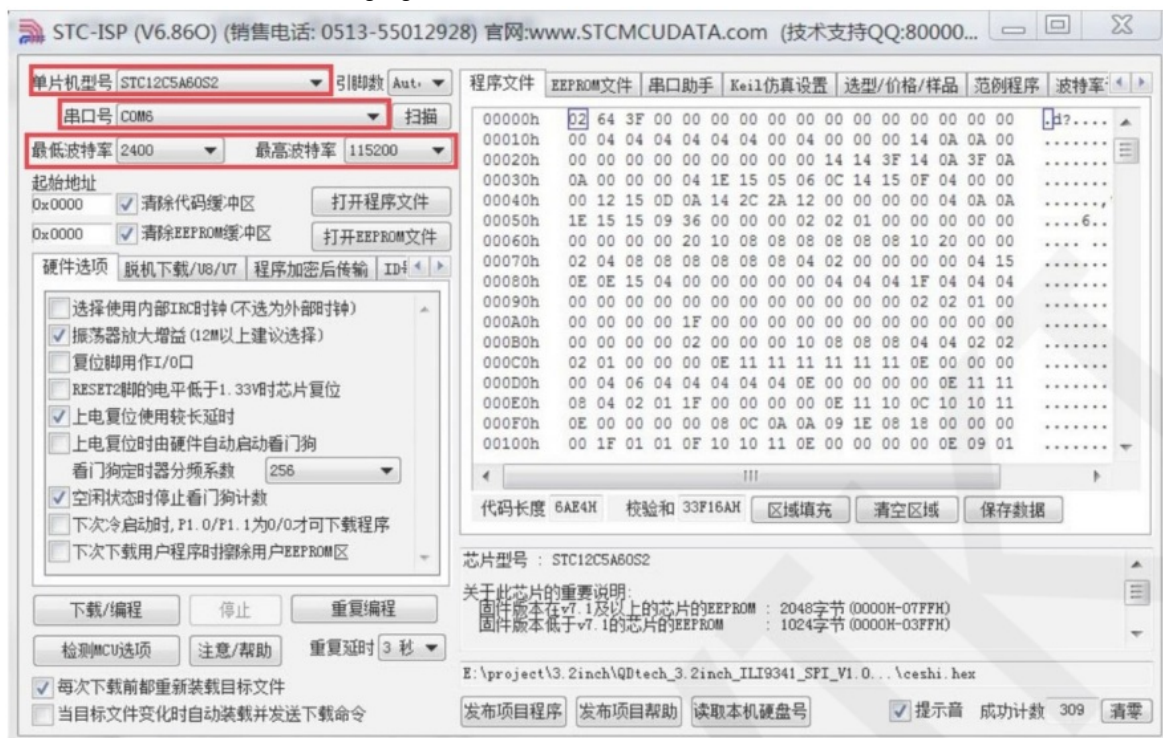 STC-ISP (V6.86O) (销售电话: 0513-55012928) 官网:www.STCMCUDATA.com (技术支持QQ:80000...
单片机型号 STC12C5A60S2 引脚数 Aut.
串口号 COM6 扫描
最低波特率 2400 最高波特率 115200
起始地址
0x0000 清除代码缓冲区 打开程序文件
0x0000 清除EEPROM缓冲区 打开EEPROM文件
硬件选项 脱机下载/U8/U7 程序加密后传输
选择使用内部IRC时钟(不选为外部时钟)
振荡器放大增益(12M以上建议选择)
复位脚用作I/O口
RESET2脚的电平低于1.33V时芯片复位
上电复位使用较长延时
上电复位时由硬件自动启动看门狗
看门狗定时器分频系数 256
空闲状态时停止看门狗计数
下次冷启动时,P1.0/P1.1为0/0才可下载程序
下次下载用户程序时擦除用户EEPROM区
下载/编程 停止 重复编程
检测MCU选项 注意/帮助 重复延时 3 秒
每次下载前都重新装载目标文件
当目标文件变化时自动装载并发送下载命令
程序文件 EEPROM文件 串口助手 Keil仿真设置 选型/价格/样品 范例程序 波特率
00000h 02 64 3F 00 00 00 00 00 00 00 00 00 00 00 00 00 .d?....
00010h 00 04 04 04 04 04 04 00 04 00 00 00 14 0A 0A 00 .......
00020h 00 00 00 00 00 00 00 00 00 14 14 3F 14 0A 3F 0A .......
00030h 0A 00 00 00 04 1E 15 05 06 0C 14 15 0F 04 00 00 .......
00040h 00 12 15 0D 0A 14 2C 2A 12 00 00 00 00 04 0A 0A ......,
00050h 1E 15 15 09 36 00 00 00 02 02 01 00 00 00 00 00 ....6..
00060h 00 00 00 00 20 10 08 08 08 08 08 08 10 20 00 00 .... ..
00070h 02 04 08 08 08 08 08 08 04 02 00 00 00 00 04 15 .......
00080h 0E 0E 15 04 00 00 00 00 00 04 04 04 1F 04 04 04 .......
00090h 00 00 00 00 00 00 00 00 00 00 00 00 02 02 01 00 .......
000A0h 00 00 00 00 1F 00 00 00 00 00 00 00 00 00 00 00 .......
000B0h 00 00 00 00 02 00 00 00 10 08 08 08 04 04 02 02 .......
000C0h 02 01 00 00 00 0E 11 11 11 11 11 11 0E 00 00 00 .......
000D0h 00 04 06 04 04 04 04 04 0E 00 00 00 00 0E 11 11 .......
000E0h 08 04 02 01 1F 00 00 00 00 0E 11 10 0C 10 10 11 .......
000F0h 0E 00 00 00 00 08 0C 0A 0A 09 1E 08 18 00 00 00 .......
00100h 00 1F 01 01 0F 10 10 11 0E 00 00 00 00 0E 09 01 .......
代码长度 6AE4H 校验和 33F16AH 区域填充 清空区域 保存数据
芯片型号 : STC12C5A60S2
关于此芯片的重要说明:
固件版本在v7.1及以上的芯片的EEPROM : 2048字节(0000H-07FFH)
固件版本低于v7.1的芯片的EEPROM : 1024字节(0000H-03FFH)
E:\project\3.2inch\QDtech_3.2inch_ILI9341_SPI_V1.0...\ceshi.hex
发布项目程序 发布项目帮助 读取本机硬盘号 提示音 成功计数 309 清零